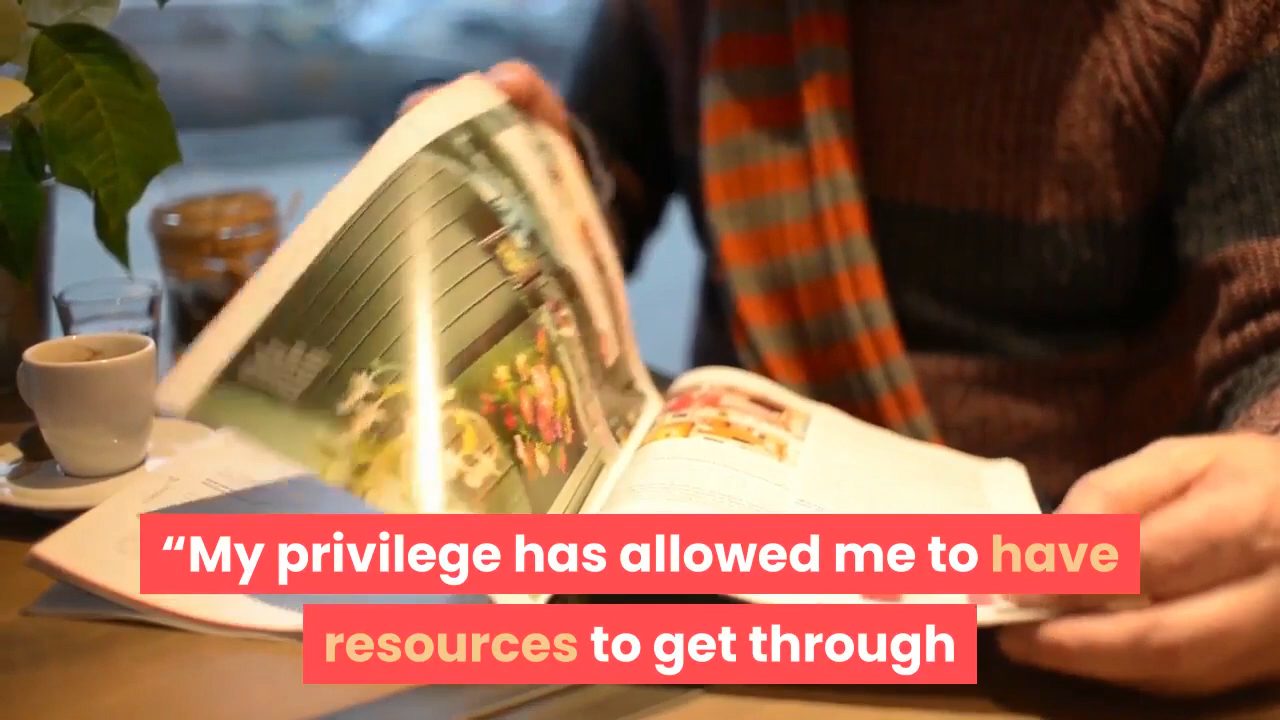 “My privilege has allowed me to have
resources to get through